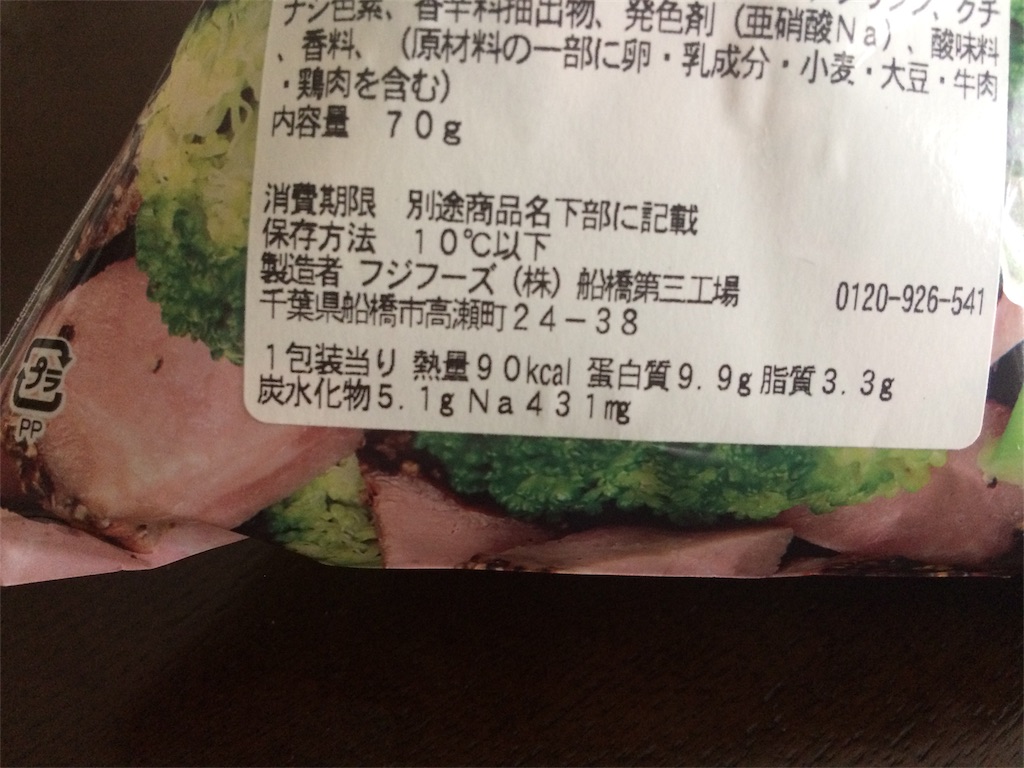 チン色素、香辛料抽出物、発色剤(亜硝酸Na)、酸味料
、香料、(原材料の一部に卵・乳成分・小麦・大豆・牛肉
・鶏肉を含む)
内容量 70g
消費期限 別途商品名下部に記載
保存方法 10℃以下
製造者 フジフーズ(株) 船橋第三工場 0120-926-541
千葉県船橋市高瀬町24-38
1包装当り 熱量90kcal 蛋白質9.9g 脂質3.3g
炭水化物5.1g Na431mg
プラ
PP